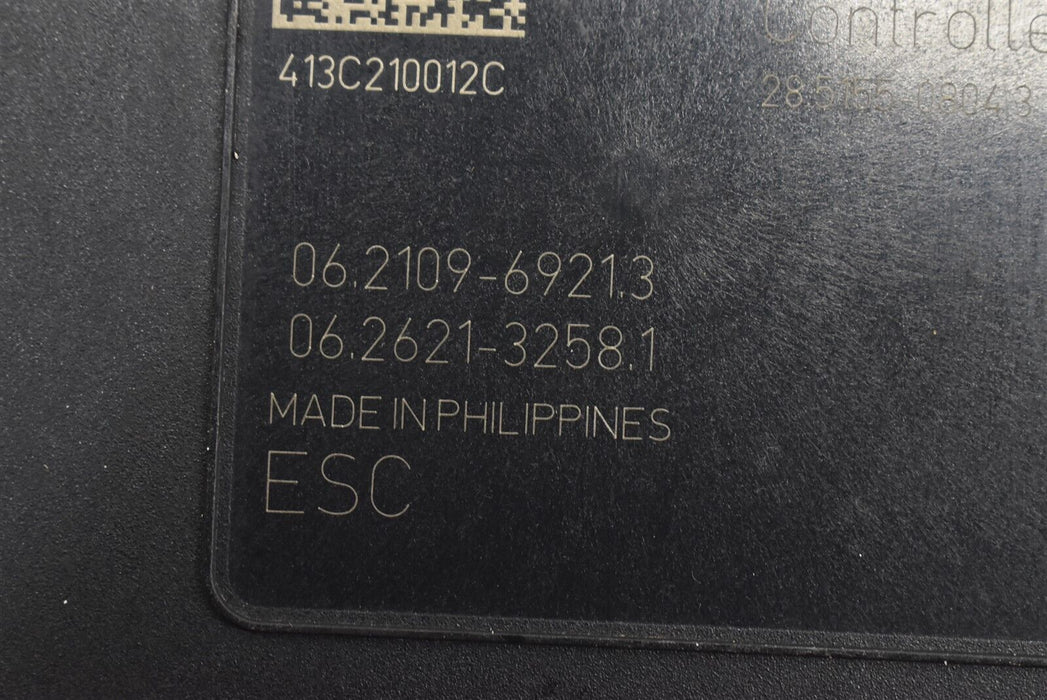 413C210012C
06.2109-6921.3
06.2621-3258.1
MADE IN PHILIPPINES
ESC